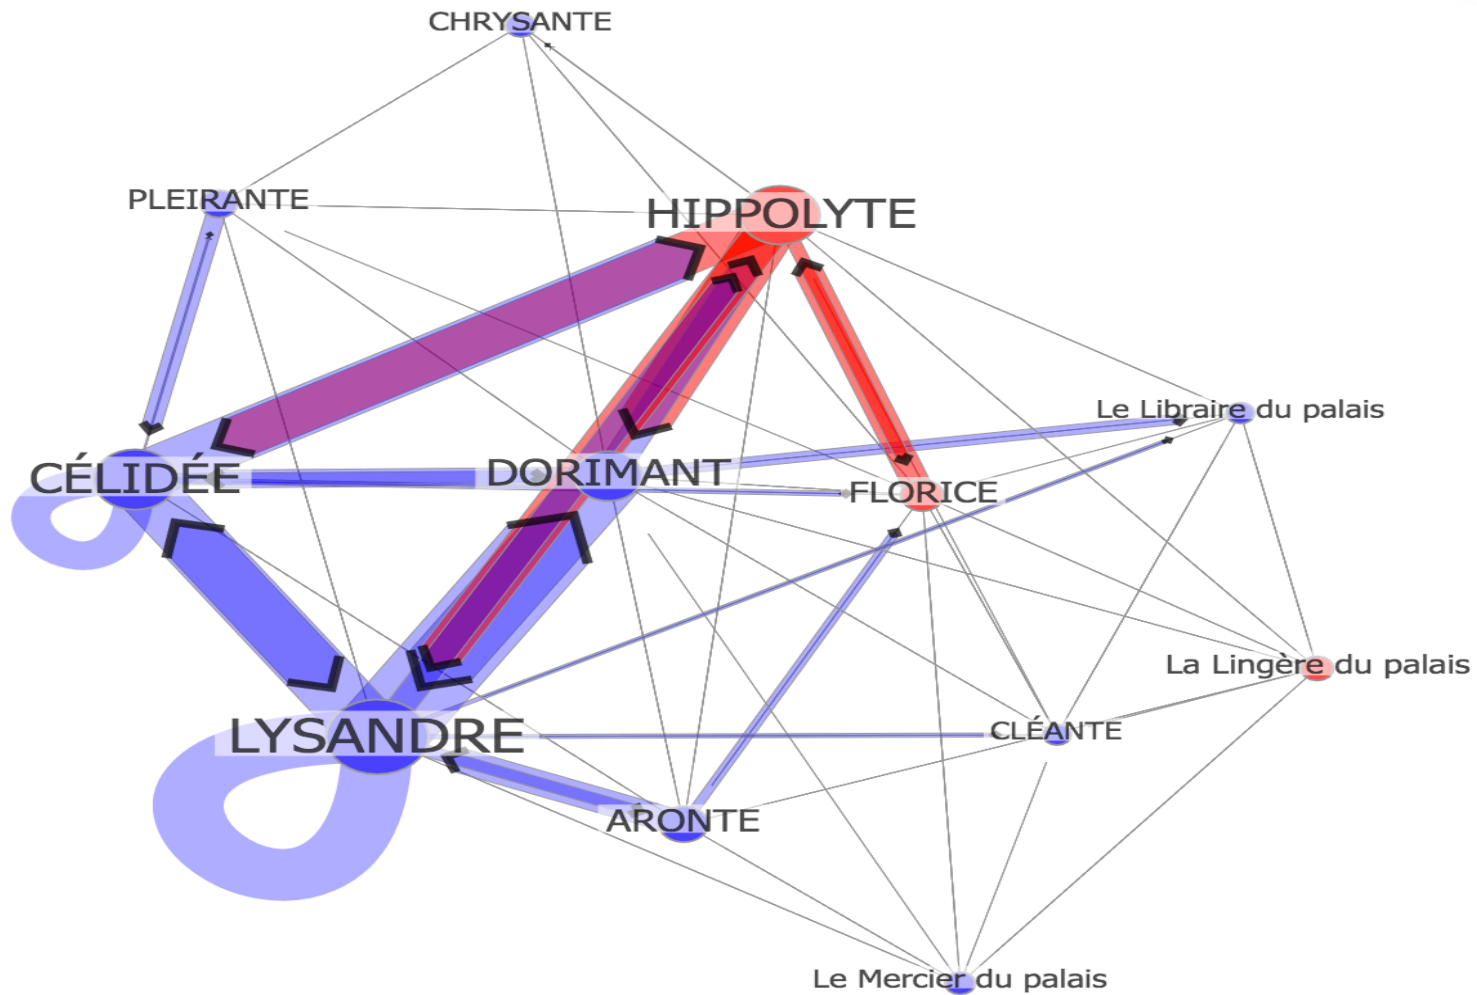 CHRYSANTE
PLEIRANTE
HIPPOLYTE
Le Libraire du palais
CÉLIDÉE
DORIMANT
FLORICE
La Lingère du palais
LYSANDRE
CLÉANTE
ARONTE
Le Mercier du palais